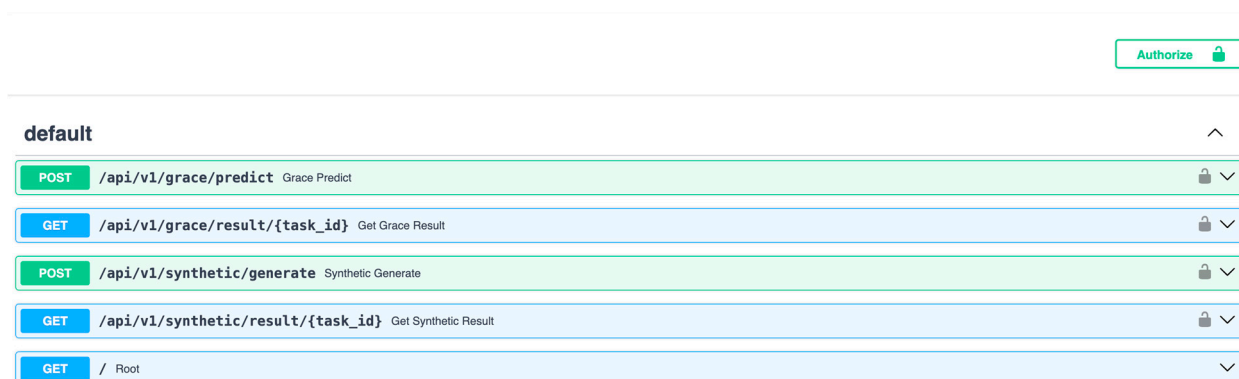 Authorize
default
POST /api/v1/grace/predict Grace Predict
GET /api/v1/grace/result/{task_id} Get Grace Result
POST /api/v1/synthetic/generate Synthetic Generate
GET /api/v1/synthetic/result/{task_id} Get Synthetic Result
GET / Root